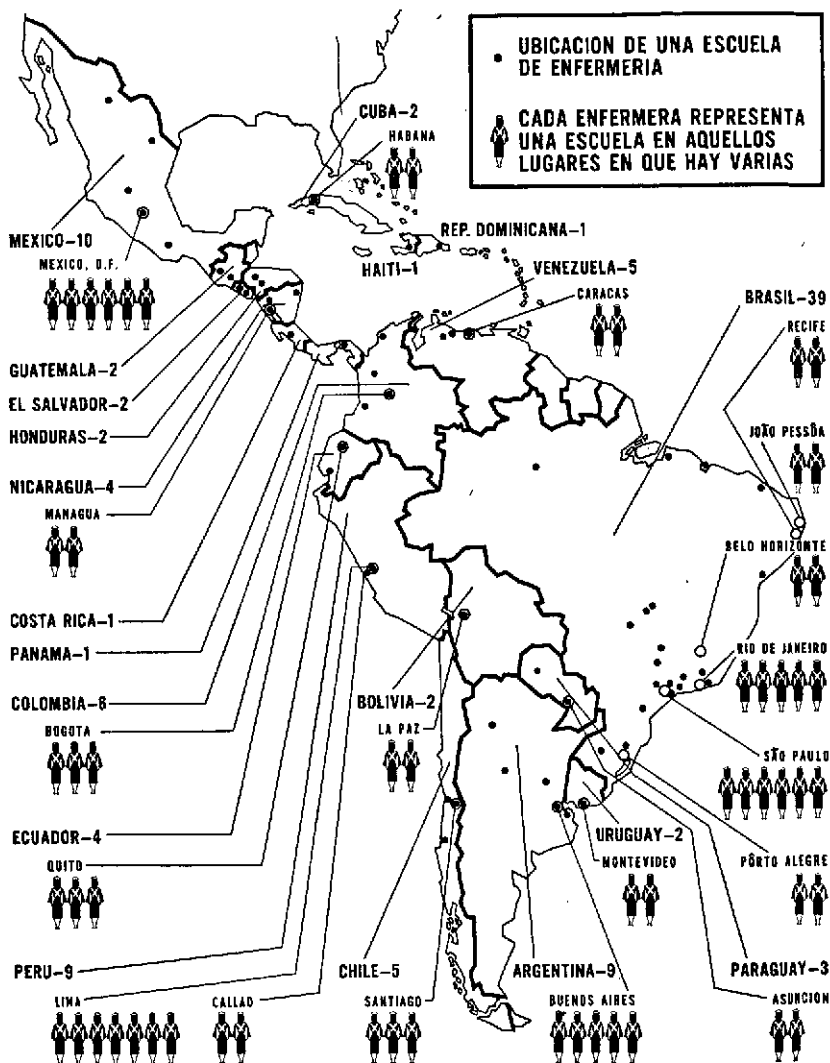 UBICACION DE UNA ESCUELA
DE ENFERMERIA
CADA ENFERMERA REPRESENTA
UNA ESCUELA EN AQUELLOS
LUGARES EN QUE HAY VARIAS
CUBA-2
HABANA
MEXICO-10
MEXICO, D.F.
REP. DOMINICANA-1
HAITI-1
VENEZUELA-5
CARACAS
BRASIL-39
RECIFE
GUATEMALA-2
EL SALVADOR-2
HONDURAS-2
JOÃO PESSÕA
NICARAGUA-4
MANAGUA
BELO HORIZONTE
COSTA RICA-1
PANAMA-1
RIO DE JANEIRO
COLOMBIA-6
BOGOTA
BOLIVIA-2
LA PAZ
SÃO PAULO
ECUADOR-4
QUITO
URUGUAY-2
MONTEVIDEO
PÔRTO ALEGRE
PERU-9
LIMA
CALLAO
CHILE-5
SANTIAGO
ARGENTINA-9
BUENOS AIRES
PARAGUAY-3
ASUNCION